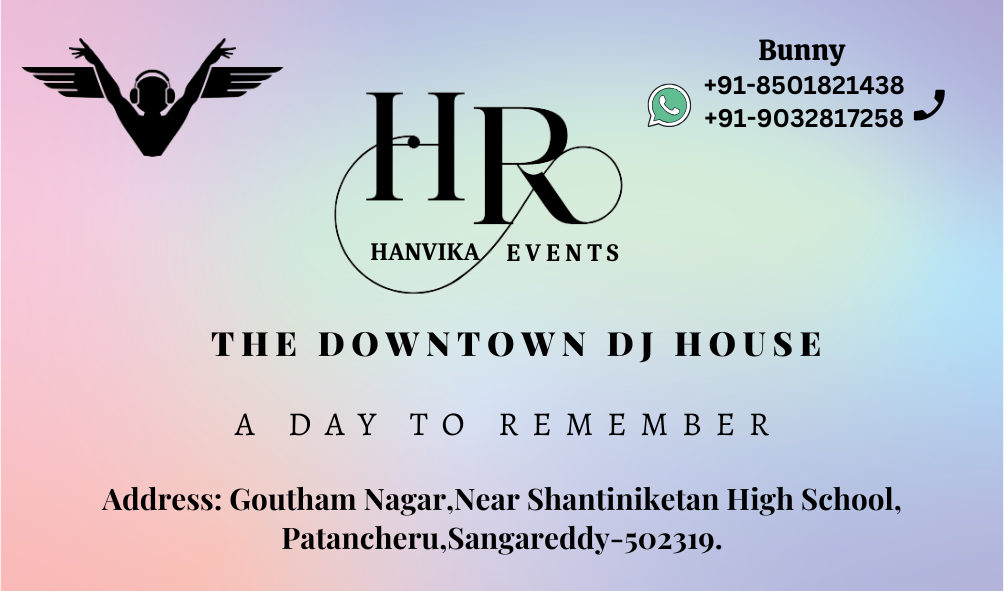 Bunny
+91-8501821438
+91-9032817258
HR
HANVIKA EVENTS
THE DOWNTOWN DJ HOUSE
A DAY TO REMEMBER
Address: Goutham Nagar,Near Shantiniketan High School,
Patancheru,Sangareddy-502319.